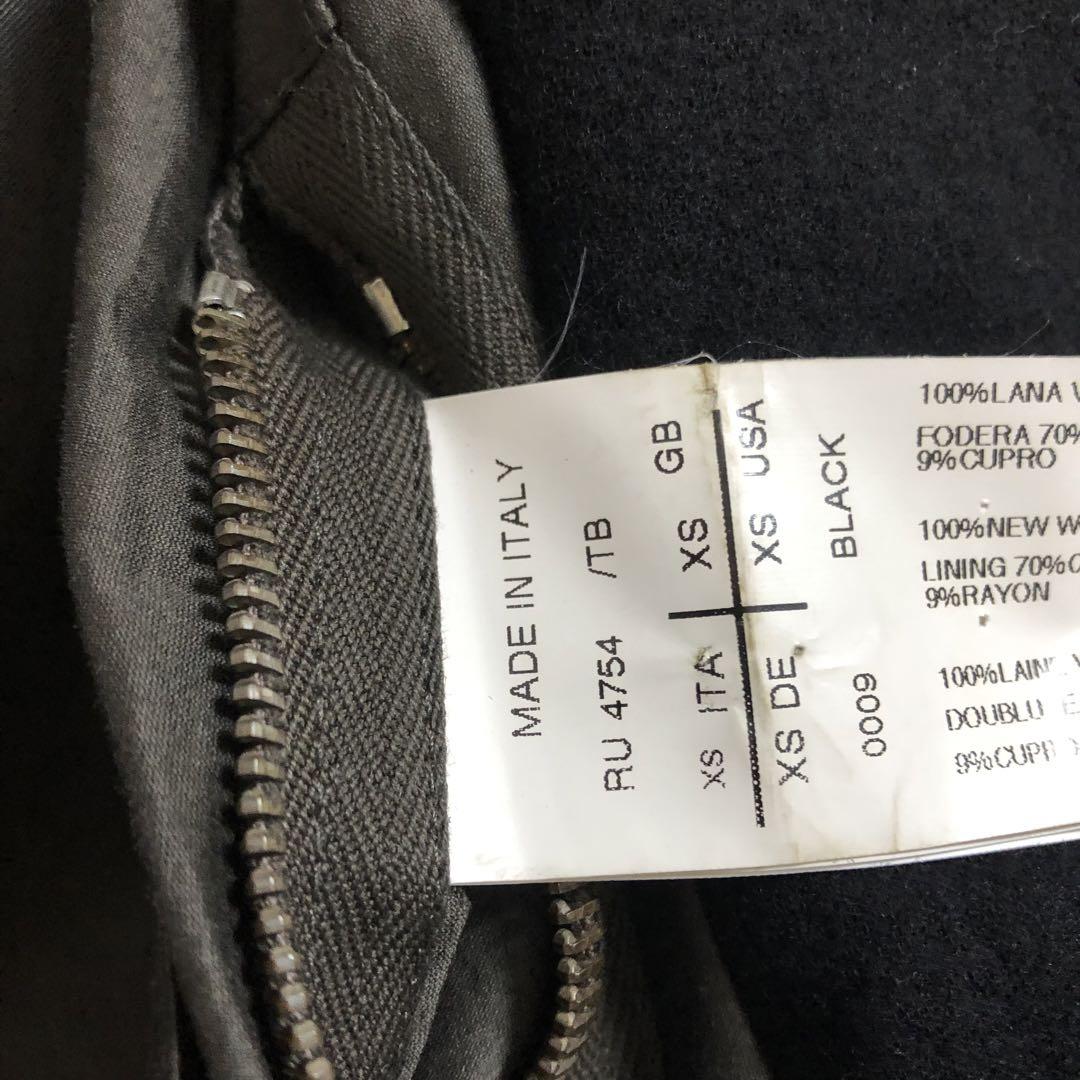 MADE IN ITALY
RU 4754 /TB
XS ITA XS GB
XS DE XS USA
0009 BLACK
100%LANA
FODERA 70%
9%CUPRO
100%NEW
LINING 70%
9%RAYON
100%LAINE
DOUBLU
9%CUPR